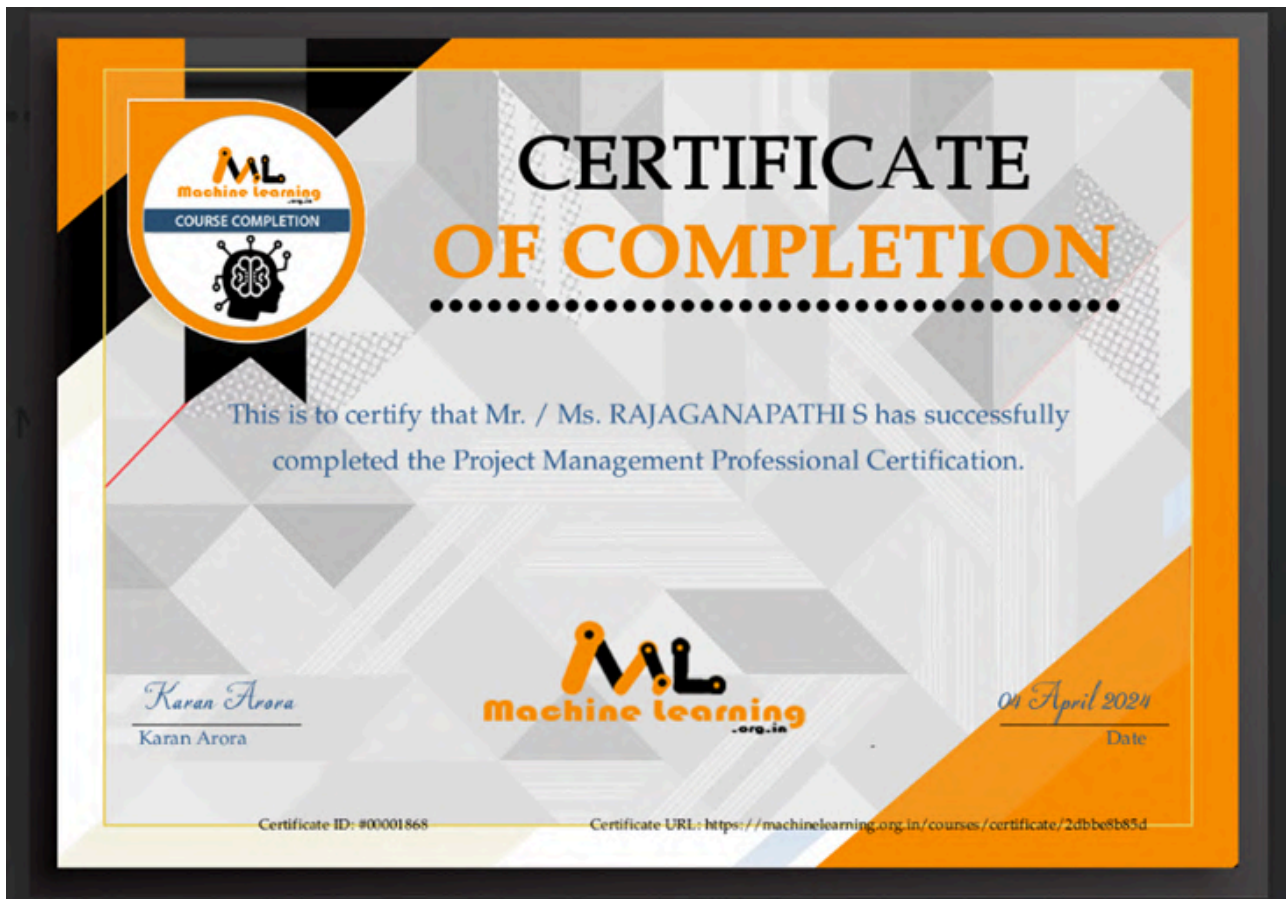 ML
Machine Learning
.org.in
COURSE COMPLETION
CERTIFICATE
OF COMPLETION
This is to certify that Mr. / Ms. RAJAGANAPATHI S has successfully
completed the Project Management Professional Certification.
Karan Arora
Karan Arora
ML
Machine Learning
.org.in
04 April 2024
Date
Certificate ID: #00001868
Certificate URL: https://machinelearning.org.in/courses/certificate/2dbbe8b85d